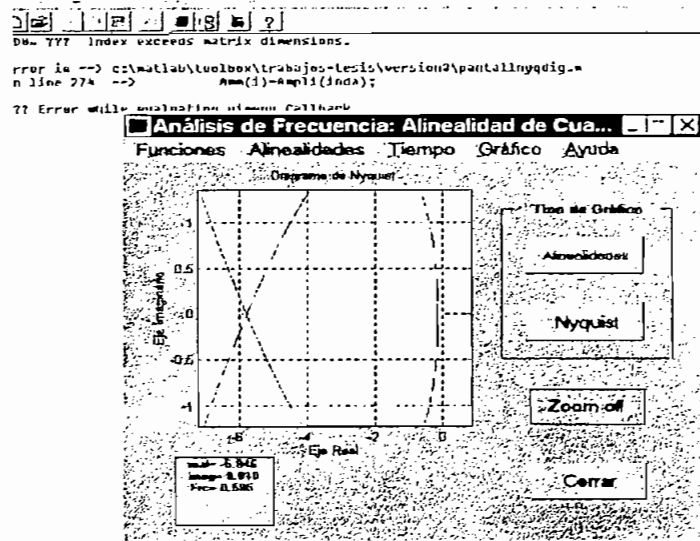 ??? Index exceeds matrix dimensions.
rror in --> c:\matlab\toolbox\trabajos-tesis\version3\pantallnyqdig.m
n line 274 --> Amm(i)=Ampli(inda);
?? Error while evaluating uimenu Callback
Análisis de Frecuencia: Alinealidad de Cua...
Funciones Alinealidades Tiempo Gráfico Ayuda
Diagrama de Nyquist
Tipo de Gráfico
1
0.5
0
-0.5
-1
Eje Imaginario
Alinealidades
Nyquist
Zoom off
-6 -4 -2 0
Eje Real
real=
imag=
Frc=
Cerrar